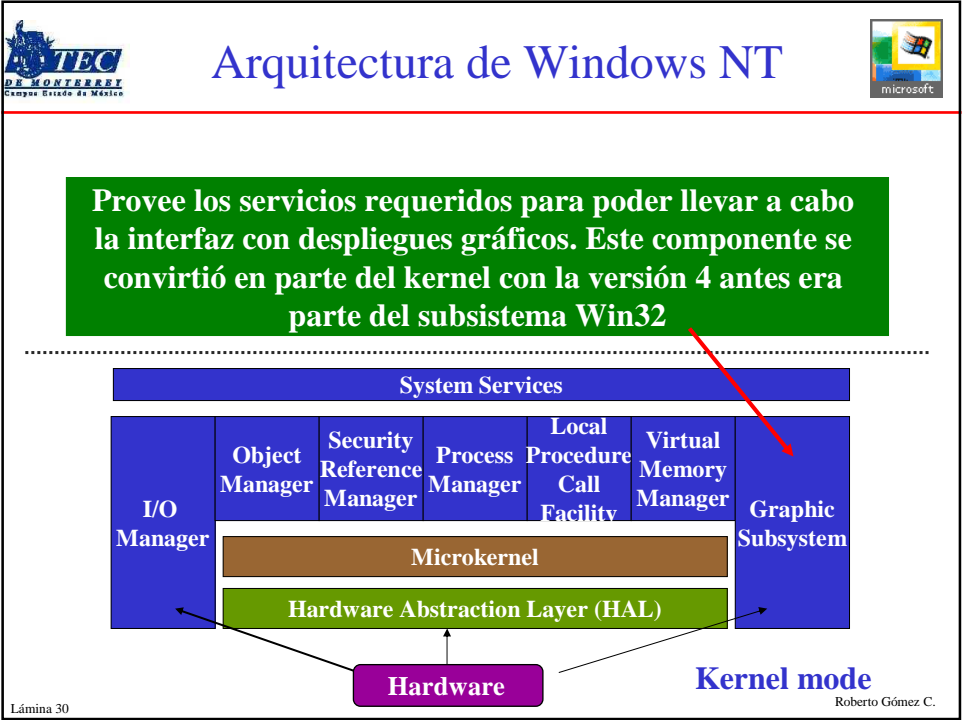 TEC
DE MONTERREY
Campus Estado de México
Arquitectura de Windows NT
microsoft
Provee los servicios requeridos para poder llevar a cabo
la interfaz con despliegues gráficos. Este componente se
convirtió en parte del kernel con la versión 4 antes era
parte del subsistema Win32
System Services
I/O
Manager
Object
Manager
Security
Reference
Manager
Process
Manager
Local
Procedure
Call
Facility
Virtual
Memory
Manager
Graphic
Subsystem
Microkernel
Hardware Abstraction Layer (HAL)
Hardware
Kernel mode
Lámina 30
Roberto Gómez C.